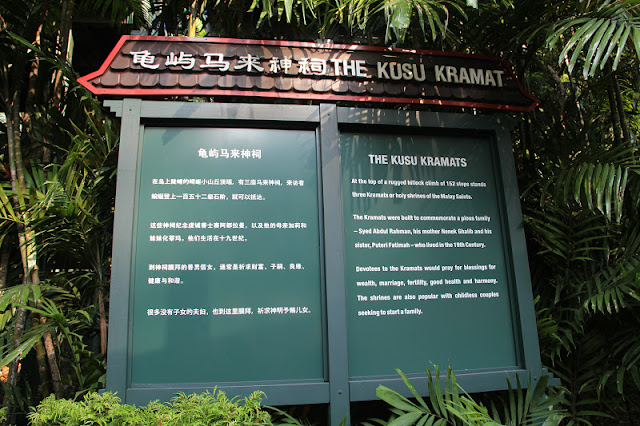 龟屿马来神祠 THE KUSU KRAMAT
龟屿马来神祠
在岛上陡峭的崎岖小山丘顶端，有三座马来神祠，来访者
蜿蜒登上一百五十二层石阶，就可以抵达。
这些神祠纪念虔诚善士阿都拉曼，以及他的母亲加莉和
妹妹化蒂玛。他们生活在十九世纪。
到神祠膜拜的善男信女，通常是祈求财富、子嗣、良缘、
健康与和谐。
很多没有子女的夫妇，也到这里膜拜，祈求神明予赐儿女。
THE KUSU KRAMATS
At the top of a rugged hillock climb of 152 steps stands
three Kramats or holy shrines of the Malay Saints.
The Kramats were built to commemorate a pious family
– Syed Abdul Rahman, his mother Nenek Ghalib and his
sister, Puteri Fatimah – who lived in the 19th Century.
Devotees to the Kramats would pray for blessings for
wealth, marriage, fertility, good health and harmony.
The shrines are also popular with childless couples
seeking to start a family.